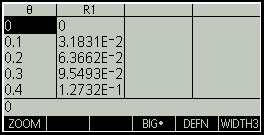 θ R1
0 0
0.1 3.1831E-2
0.2 6.3662E-2
0.3 9.5493E-2
0.4 1.2732E-1
0
ZOOM BIG• DEFN WIDTH3